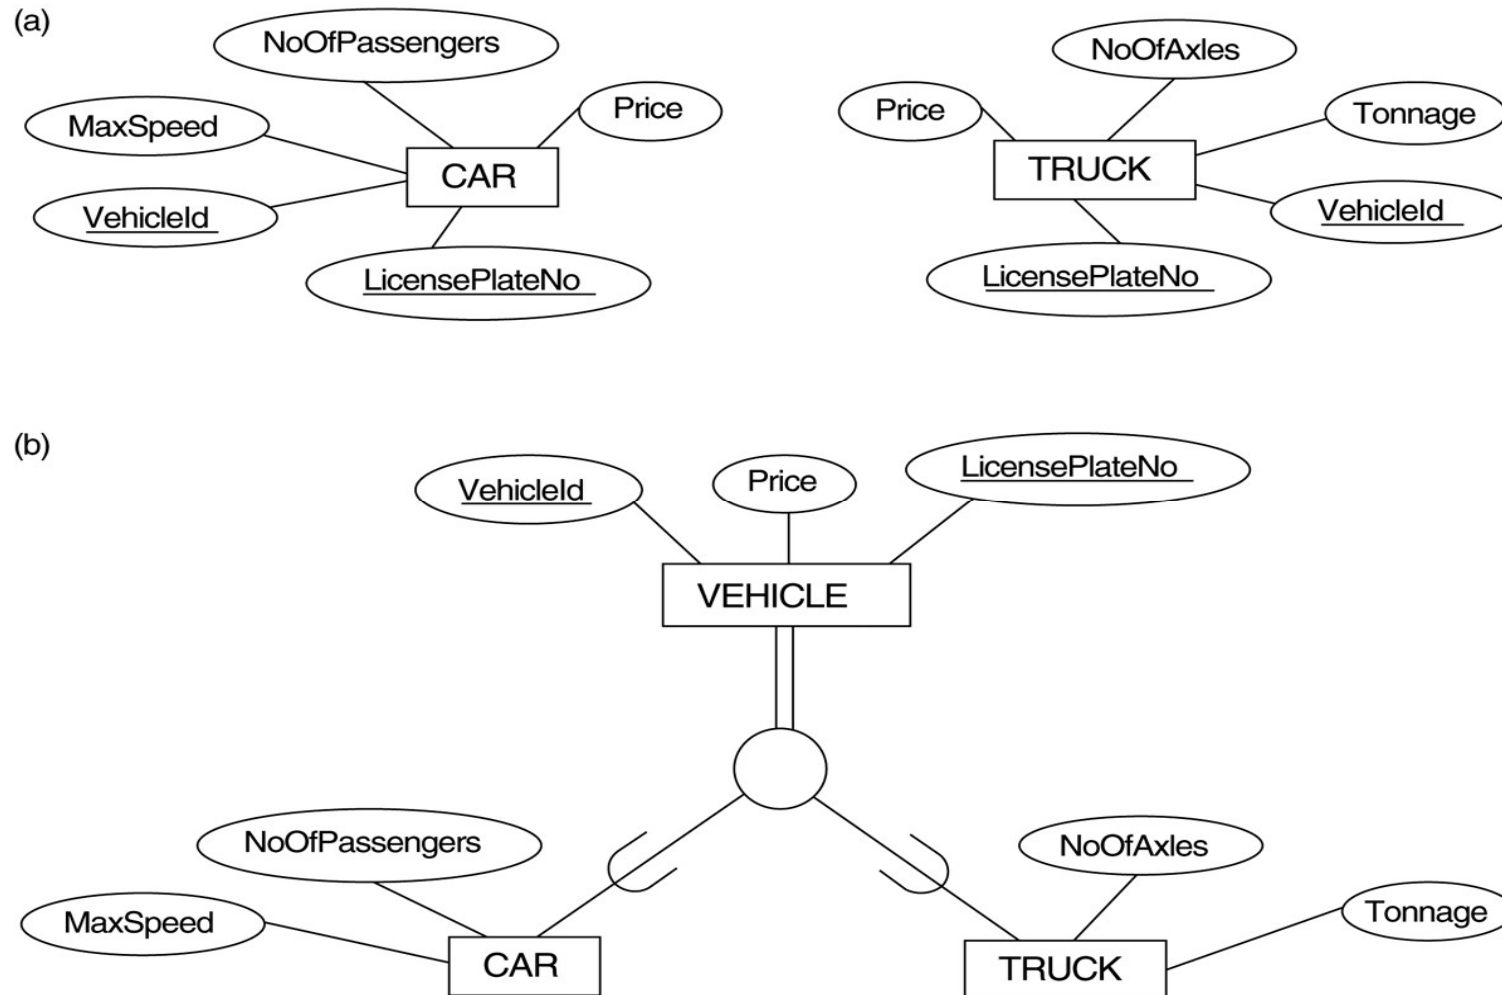 (a)
NoOfPassengers
NoOfAxles
MaxSpeed
Price
Price
Tonnage
CAR
TRUCK
VehicleId
VehicleId
LicensePlateNo
LicensePlateNo
(b)
VehicleId
Price
LicensePlateNo
VEHICLE
NoOfPassengers
NoOfAxles
MaxSpeed
Tonnage
CAR
TRUCK